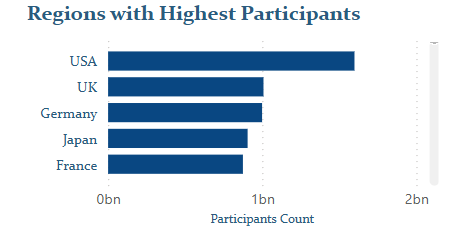 Regions with Highest Participants
USA
UK
Germany
Japan
France
0bn 1bn 2bn
Participants Count